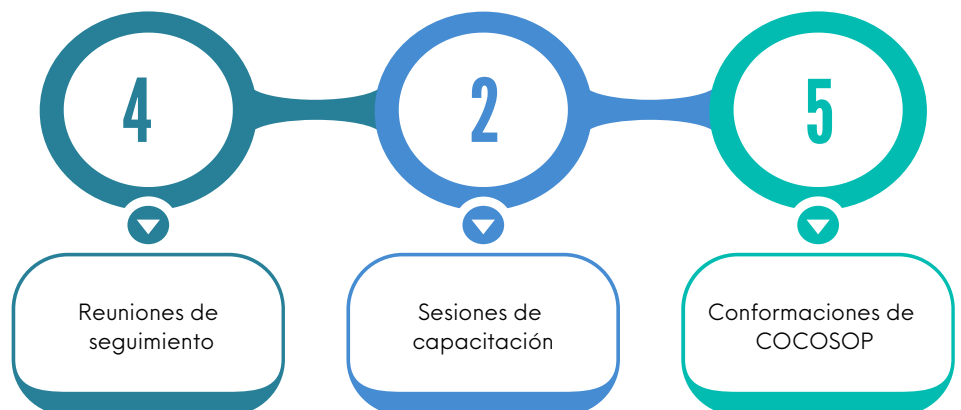 4
2
5
Reuniones de
seguimiento
Sesiones de
capacitación
Conformaciones de
COCOSOP